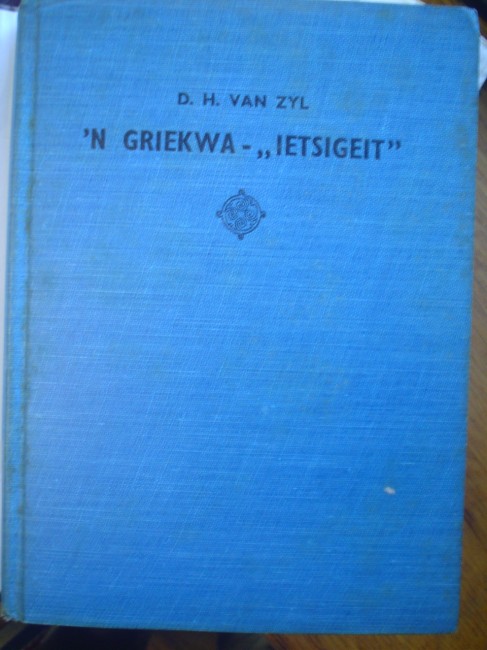 D. H. VAN ZYL
'N GRIEKWA-„IETSIGEIT”